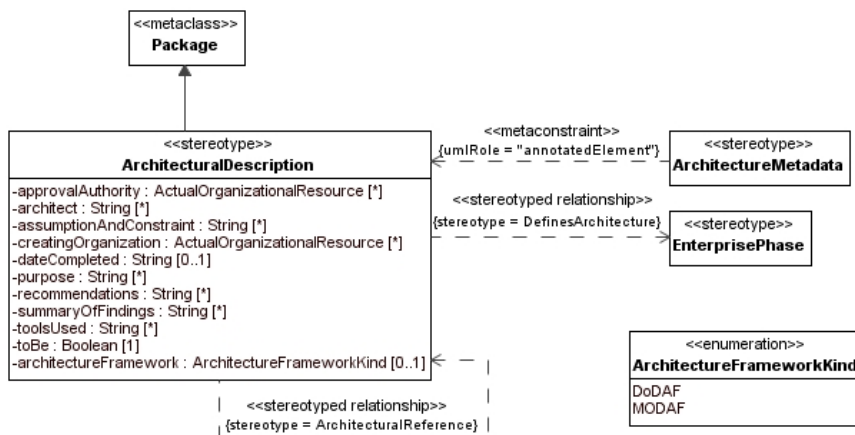 <<metaclass>>
Package
<<stereotype>>
ArchitecturalDescription
-approvalAuthority : ActualOrganizationalResource [*]
-architect : String [*]
-assumptionAndConstraint : String [*]
-creatingOrganization : ActualOrganizationalResource [*]
-dateCompleted : String [0..1]
-purpose : String [*]
-recommendations : String [*]
-summaryOfFindings : String [*]
-toolsUsed : String [*]
-toBe : Boolean [1]
-architectureFramework : ArchitectureFrameworkKind [0..1]
<<metaconstraint>>
{umlRole = "annotatedElement"}
<<stereotype>>
ArchitectureMetadata
<<stereotyped relationship>>
{stereotype = DefinesArchitecture}
<<stereotype>>
EnterprisePhase
<<enumeration>>
ArchitectureFrameworkKind
DoDAF
MODAF
<<stereotyped relationship>>
{stereotype = ArchitecturalReference}